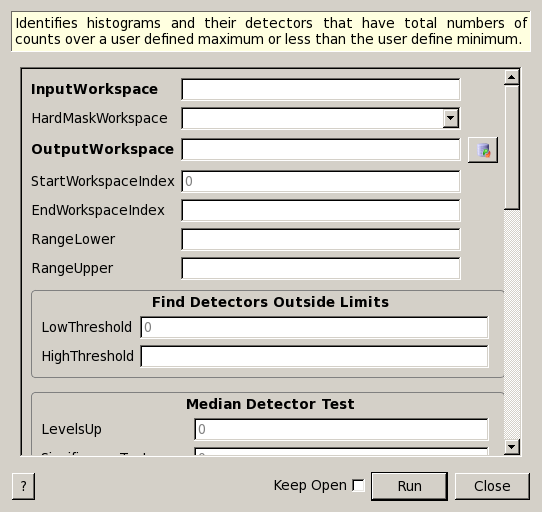 Identifies histograms and their detectors that have total numbers of
counts over a user defined maximum or less than the user define minimum.
InputWorkspace
HardMaskWorkspace
OutputWorkspace
StartWorkspaceIndex 0
EndWorkspaceIndex
RangeLower
RangeUpper
Find Detectors Outside Limits
LowThreshold 0
HighThreshold
Median Detector Test
LevelsUp 0
? Keep Open Run Close